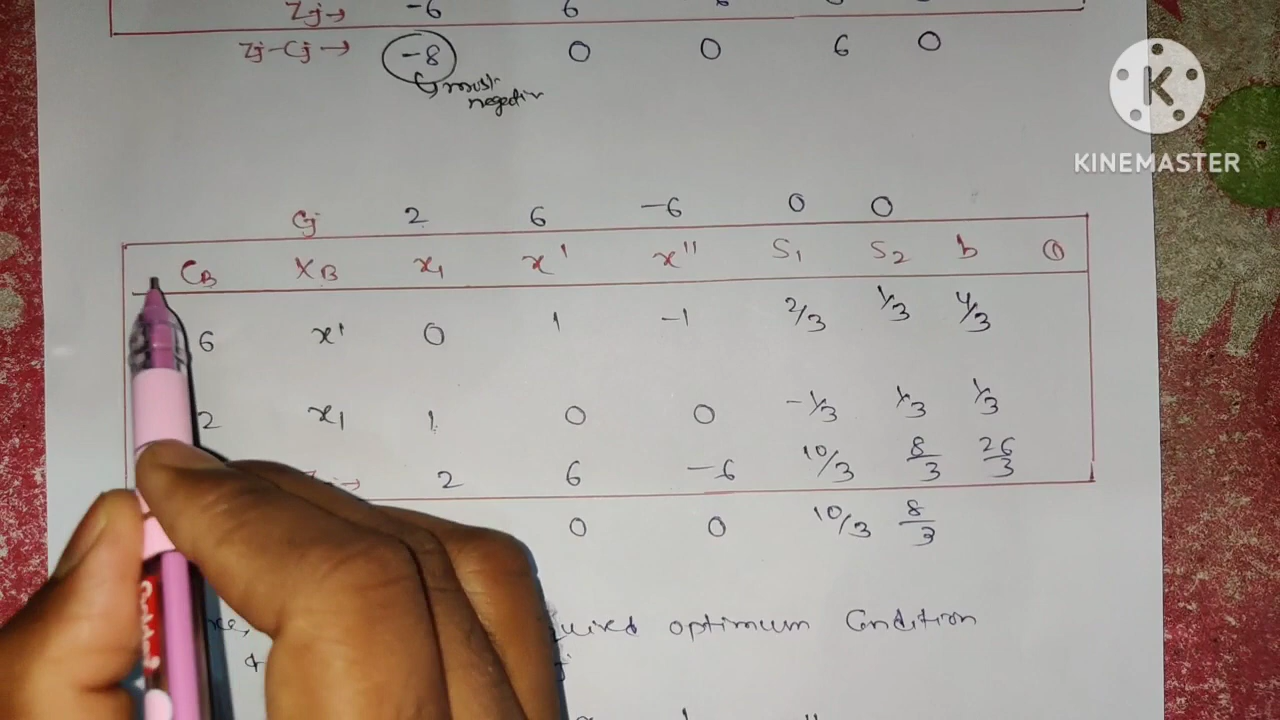 Zj → -6 6
Zj-Cj → -8 0 0 6 0
most negative
K
KINEMASTER
Cj 2 6 -6 0 0
CB XB x1 x' x'' S1 S2 b θ
6 x' 0 1 -1 2/3 1/3 4/3
2 x1 1 0 0 -1/3 1/3 1/3
2 6 -6 10/3 8/3 26/3
0 0 10/3 8/3
optimum Condition